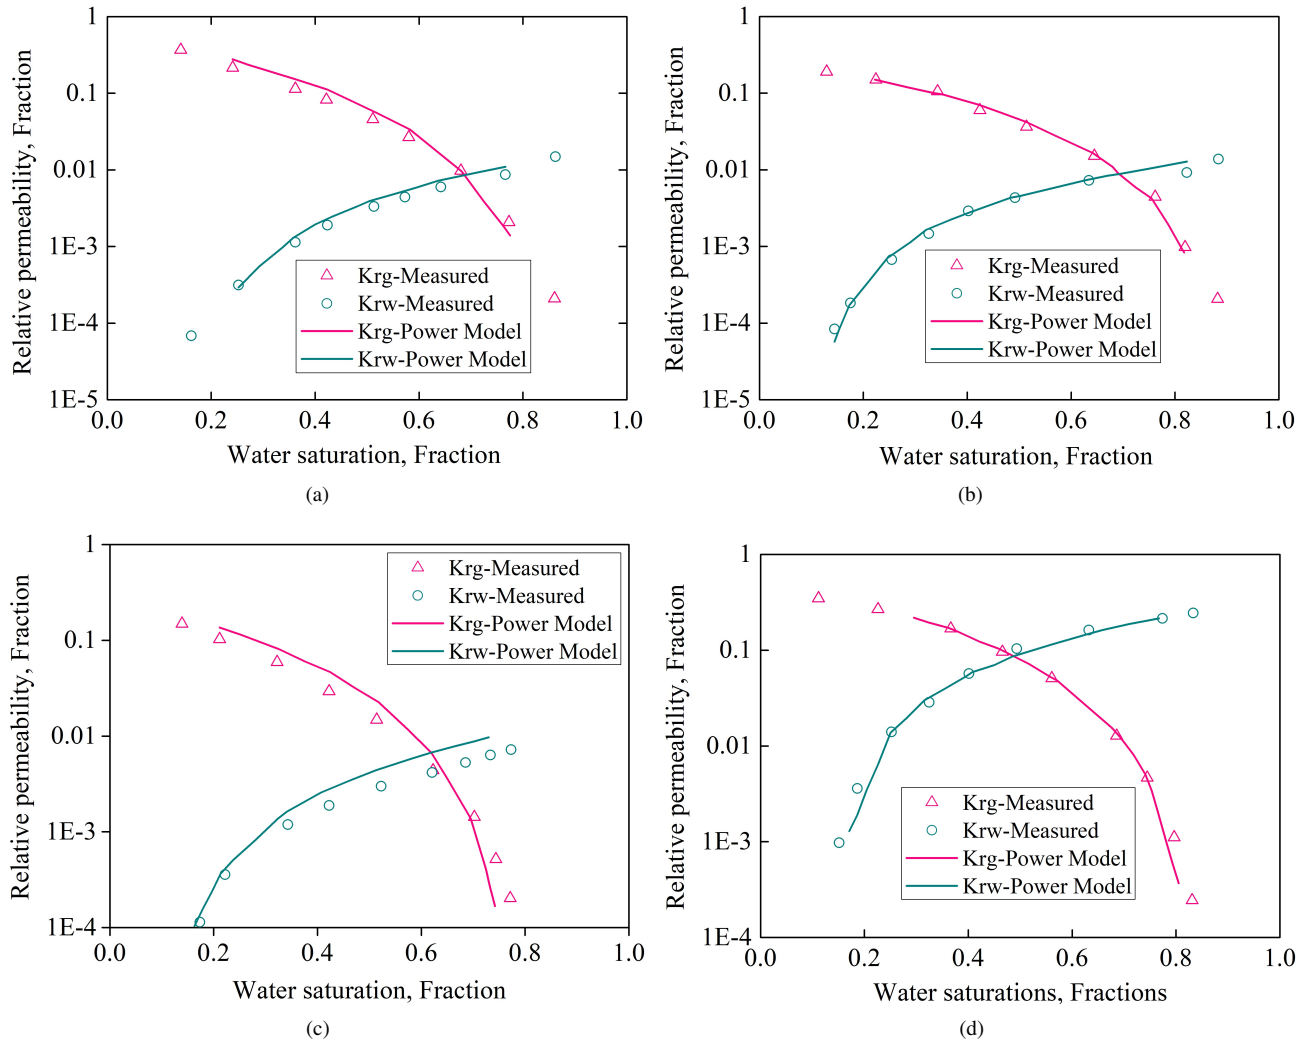 1
0.1
0.01
1E-3
1E-4
1E-5
0.0 0.2 0.4 0.6 0.8 1.0
Relative permeability, Fraction
Water saturation, Fraction
Krg-Measured
Krw-Measured
Krg-Power Model
Krw-Power Model
(a)
1
0.1
0.01
1E-3
1E-4
1E-5
0.0 0.2 0.4 0.6 0.8 1.0
Relative permeability, Fraction
Water saturation, Fraction
Krg-Measured
Krw-Measured
Krg-Power Model
Krw-Power Model
(b)
1
0.1
0.01
1E-3
1E-4
0.0 0.2 0.4 0.6 0.8 1.0
Relative permeability, Fraction
Water saturation, Fraction
Krg-Measured
Krw-Measured
Krg-Power Model
Krw-Power Model
(c)
1
0.1
0.01
1E-3
1E-4
0.0 0.2 0.4 0.6 0.8 1.0
Relative permeability, Fraction
Water saturations, Fractions
Krg-Measured
Krw-Measured
Krg-Power Model
Krw-Power Model
(d)